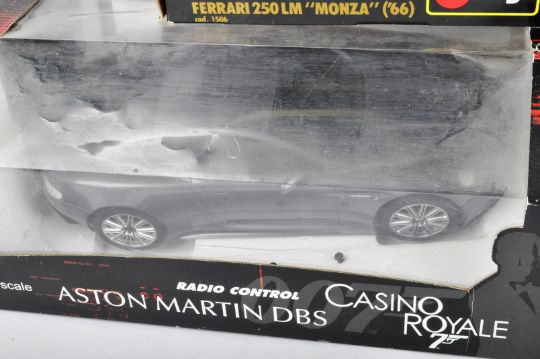 FERRARI 250 LM "MONZA" ('66)
cod. 1506
scale
RADIO CONTROL
ASTON MARTIN DBS
CASINO
ROYALE
007